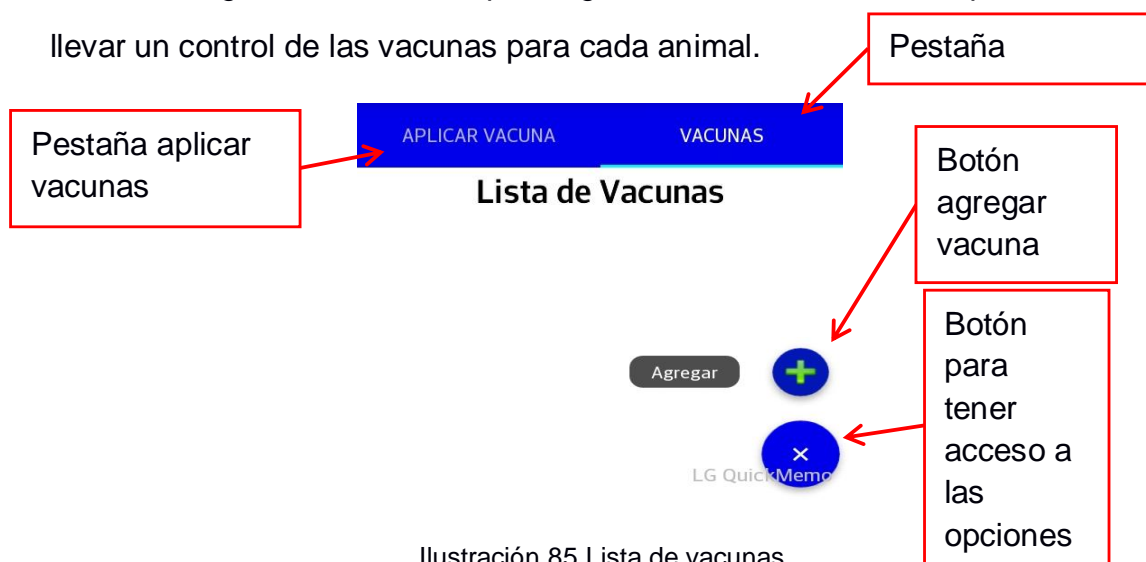 llevar un control de las vacunas para cada animal.
Pestaña
Pestaña aplicar
vacunas
APLICAR VACUNA
VACUNAS
Lista de Vacunas
Botón
agregar
vacuna
Agregar
Botón
para
tener
acceso a
las
opciones
LG QuickMemo
Ilustración 85 Lista de vacunas